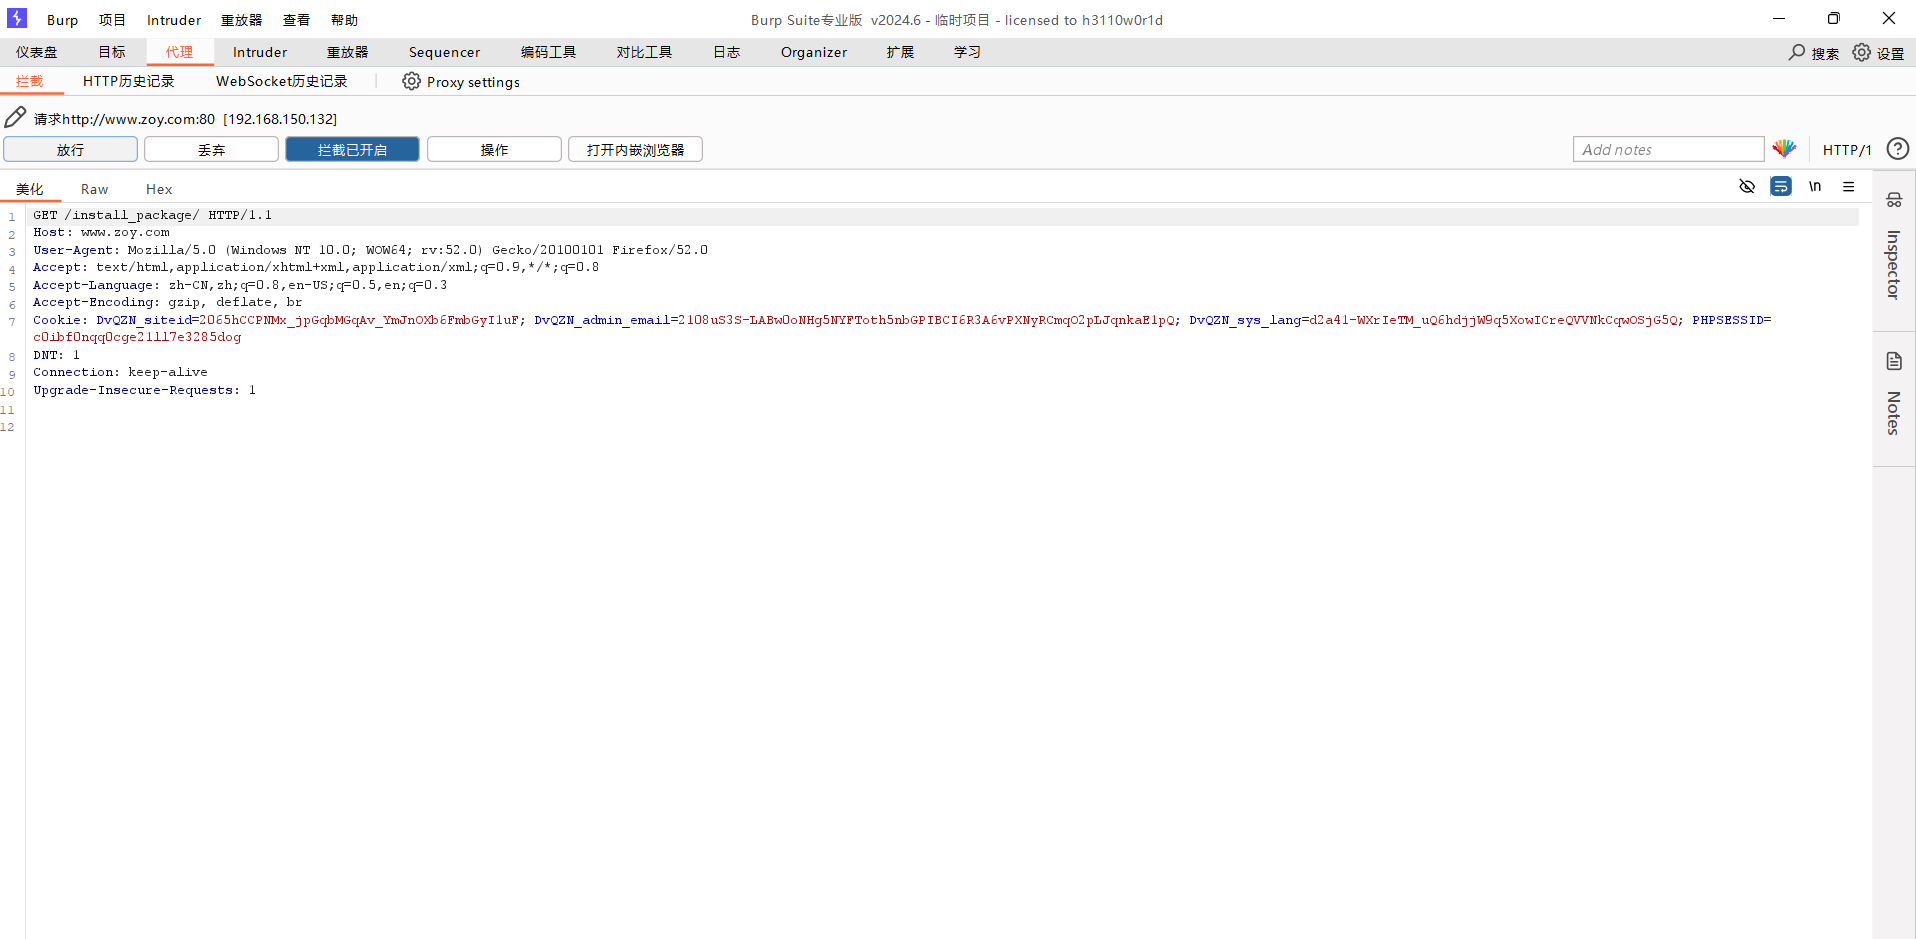 Burp 项目 Intruder 重放器 查看 帮助 Burp Suite专业版 v2024.6 - 临时项目 - licensed to h3110w0r1d
仪表盘 目标 代理 Intruder 重放器 Sequencer 编码工具 对比工具 日志 Organizer 扩展 学习 搜索 设置
拦截 HTTP历史记录 WebSocket历史记录 Proxy settings
请求http://www.zoy.com:80 [192.168.150.132]
放行 丢弃 拦截已开启 操作 打开内嵌浏览器 Add notes HTTP/1
美化 Raw Hex \n
1 GET /install_package/ HTTP/1.1
2 Host: www.zoy.com
3 User-Agent: Mozilla/5.0 (Windows NT 10.0; WOW64; rv:52.0) Gecko/20100101 Firefox/52.0
4 Accept: text/html,application/xhtml+xml,application/xml;q=0.9,*/*;q=0.8
5 Accept-Language: zh-CN,zh;q=0.8,en-US;q=0.5,en;q=0.3
6 Accept-Encoding: gzip, deflate, br
7 Cookie: DvQZN_siteid=2065hCCPNMx_jpGqbMGqAv_YmJnOXb6FmbGyI1uF; DvQZN_admin_email=2108uS3S-LABw0oNHg5NYFToth5nbGPIBCI6R3A6vPXNyRCmqO2pLJqnkaE1pQ; DvQZN_sys_lang=d2a41-WXrIeTM_uQ6hdjjW9q5XowICreQVVNkCqwOSjG5Q; PHPSESSID=
c0ibf0nqq0cge21ll7e3285dog
8 DNT: 1
9 Connection: keep-alive
10 Upgrade-Insecure-Requests: 1
11
12
Inspector
Notes